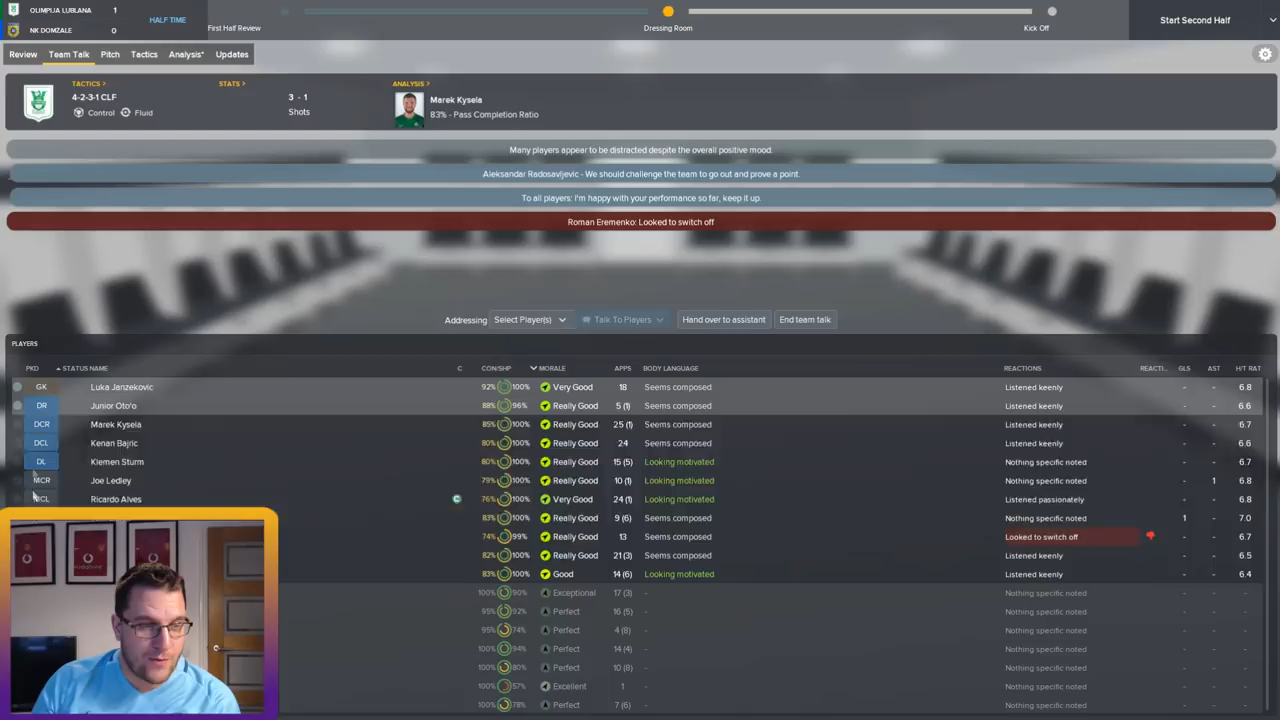 OLIMPIJA LJUBLJANA 1
NK DOMZALE 0
HALF TIME
First Half Review
Dressing Room
Kick Off
Start Second Half
Review Team Talk Pitch Tactics Analysis* Updates
TACTICS >
4-2-3-1 CLF
Control Fluid
STATS >
3 - 1
Shots
ANALYSIS >
Marek Kysela
83% - Pass Completion Ratio
Many players appear to be distracted despite the overall positive mood.
Aleksandar Radosavljevic - We should challenge the team to go out and prove a point.
To all players: I'm happy with your performance so far, keep it up.
Roman Eremenko: Looked to switch off
Addressing Select Player(s) Talk To Players Hand over to assistant End team talk
PLAYERS
PKD STATUS NAME C CON/SHP MORALE APPS BODY LANGUAGE REACTIONS REACTI... GLS AST H/T RAT
GK Luka Janzekovic 92% 100% Very Good 18 Seems composed Listened keenly - - 6.8
DR Junior Oto'o 88% 96% Really Good 5 (1) Seems composed Listened keenly - - 6.6
DCR Marek Kysela 85% 100% Really Good 25 (1) Seems composed Listened keenly - - 6.7
DCL Kenan Bajric 80% 100% Really Good 24 Seems composed Listened keenly - - 6.6
DL Klemen Sturm 80% 100% Really Good 15 (5) Looking motivated Nothing specific noted - - 6.7
MCR Joe Ledley 79% 100% Really Good 10 (1) Looking motivated Nothing specific noted - 1 6.8
MCL Ricardo Alves C 76% 100% Very Good 24 (1) Looking motivated Listened passionately - - 6.8
83% 100% Really Good 9 (6) Seems composed Nothing specific noted 1 - 7.0
74% 99% Really Good 13 Seems composed Looked to switch off - - 6.7
82% 100% Really Good 21 (3) Seems composed Listened keenly - - 6.5
83% 100% Good 14 (6) Looking motivated Listened keenly - - 6.4
100% 90% Exceptional 17 (3) - Nothing specific noted - -
95% 92% Perfect 16 (5) - Nothing specific noted - -
95% 74% Perfect 4 (8) - Nothing specific noted - -
100% 94% Perfect 14 (4) - Nothing specific noted - -
100% 80% Perfect 10 (8) - Nothing specific noted - -
100% 57% Excellent 1 - Nothing specific noted - -
100% 78% Perfect 7 (6) - Nothing specific noted - -